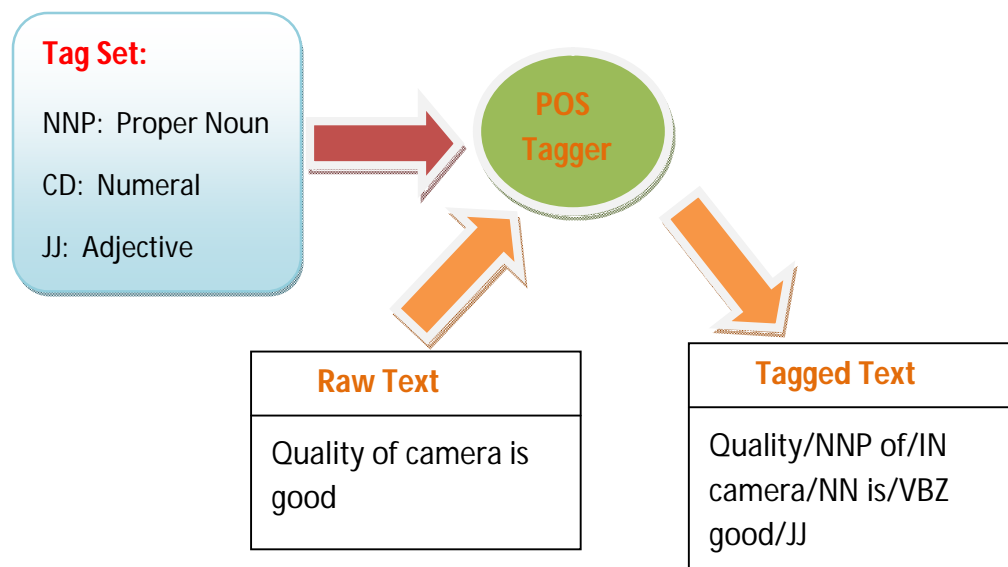 Tag Set:
NNP: Proper Noun
CD: Numeral
JJ: Adjective
POS
Tagger
Raw Text
Quality of camera is
good
Tagged Text
Quality/NNP of/IN
camera/NN is/VBZ
good/JJ